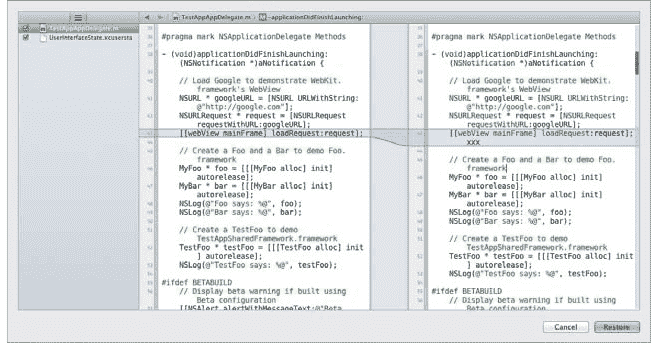 TestAppAppDelegate.m
TestAppAppDelegate.m
-applicationDidFinishLaunching:
UserInterfaceState.xcusersta
#pragma mark NSApplicationDelegate Methods
- (void)applicationDidFinishLaunching:
(NSNotification *)aNotification {
// Load Google to demonstrate WebKit.
framework's WebView
NSURL * googleURL = [NSURL URLWithString:
@"http://google.com"];
NSURLRequest * request = [NSURLRequest
requestWithURL:googleURL];
[[webView mainFrame] loadRequest:request];
// Create a Foo and a Bar to demo Foo.
framework
MyFoo * foo = [[[MyFoo alloc] init]
autorelease];
MyBar * bar = [[[MyBar alloc] init]
autorelease];
NSLog(@"Foo says: %@", foo);
NSLog(@"Bar says: %@", bar);
// Create a TestFoo to demo
TestAppSharedFramework.framework
TestFoo * testFoo = [[[TestFoo alloc] init
] autorelease];
NSLog(@"TestFoo says: %@", testFoo);
#ifdef BETABUILD
// Display beta warning if built using
Beta configuration
[[NSAlert alertWithMessageText:@"Beta
#pragma mark NSApplicationDelegate Methods
- (void)applicationDidFinishLaunching:
(NSNotification *)aNotification {
// Load Google to demonstrate WebKit.
framework's WebView
NSURL * googleURL = [NSURL URLWithString:
@"http://google.com"];
NSURLRequest * request = [NSURLRequest
requestWithURL:googleURL];
[[webView mainFrame] loadRequest:request];
xxx
// Create a Foo and a Bar to demo Foo.
framework
MyFoo * foo = [[[MyFoo alloc] init]
autorelease];
MyBar * bar = [[[MyBar alloc] init]
autorelease];
NSLog(@"Foo says: %@", foo);
NSLog(@"Bar says: %@", bar);
// Create a TestFoo to demo
TestAppSharedFramework.framework
TestFoo * testFoo = [[[TestFoo alloc] init
] autorelease];
NSLog(@"TestFoo says: %@", testFoo);
#ifdef BETABUILD
// Display beta warning if built using
Beta configuration
Cancel
Restore